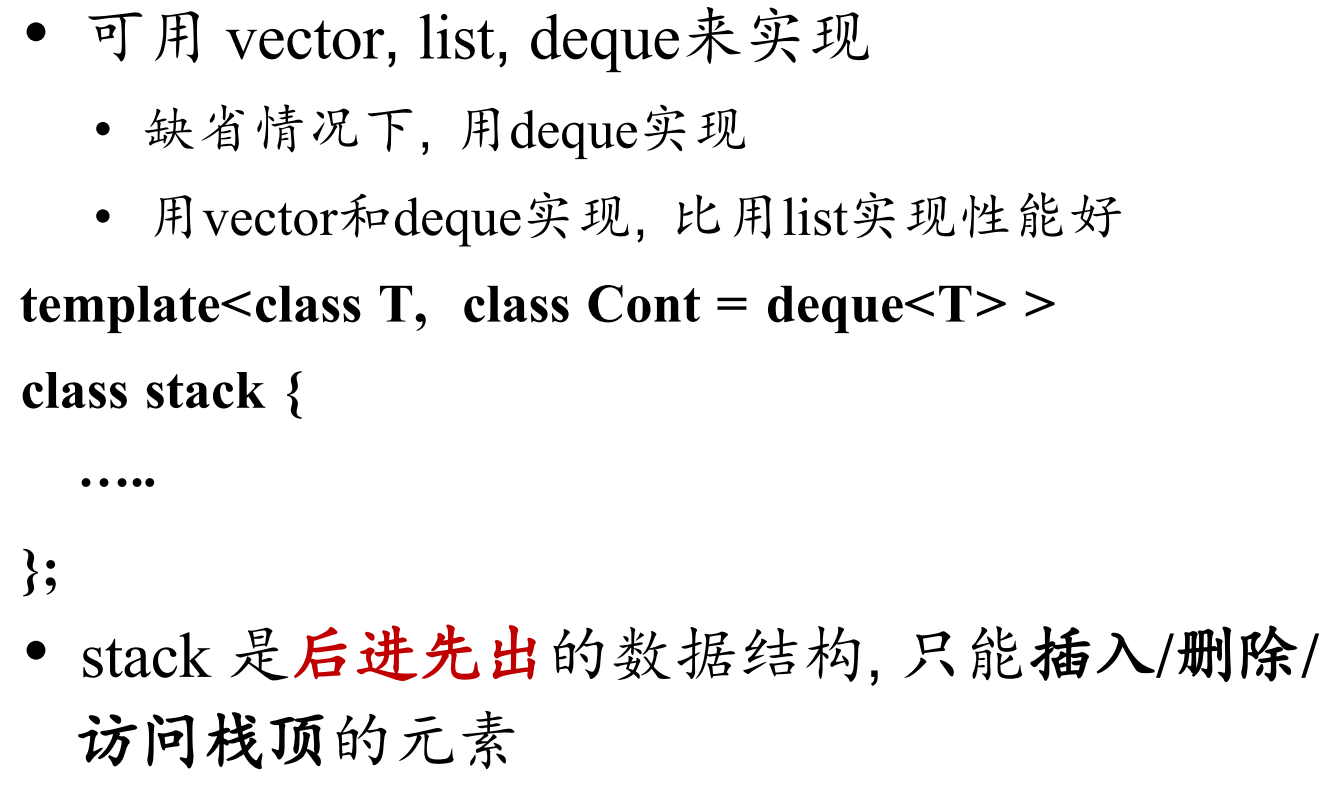 • 可用 vector, list, deque来实现
• 缺省情况下, 用deque实现
• 用vector和deque实现, 比用list实现性能好
template<class T, class Cont = deque<T> >
class stack {
…..
};
• stack 是后进先出的数据结构, 只能插入/删除/
访问栈顶的元素